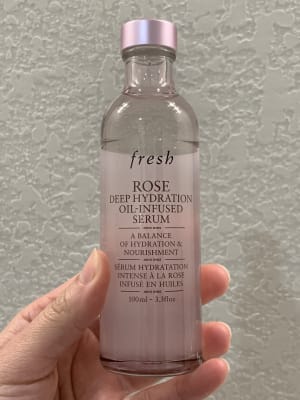 fresh
ROSE
DEEP HYDRATION
OIL-INFUSED
SERUM
A BALANCE
OF HYDRATION &
NOURISHMENT
SÉRUM HYDRATATION
INTENSE À LA ROSE
INFUSÉ EN HUILES
100ml - 3.3fl oz